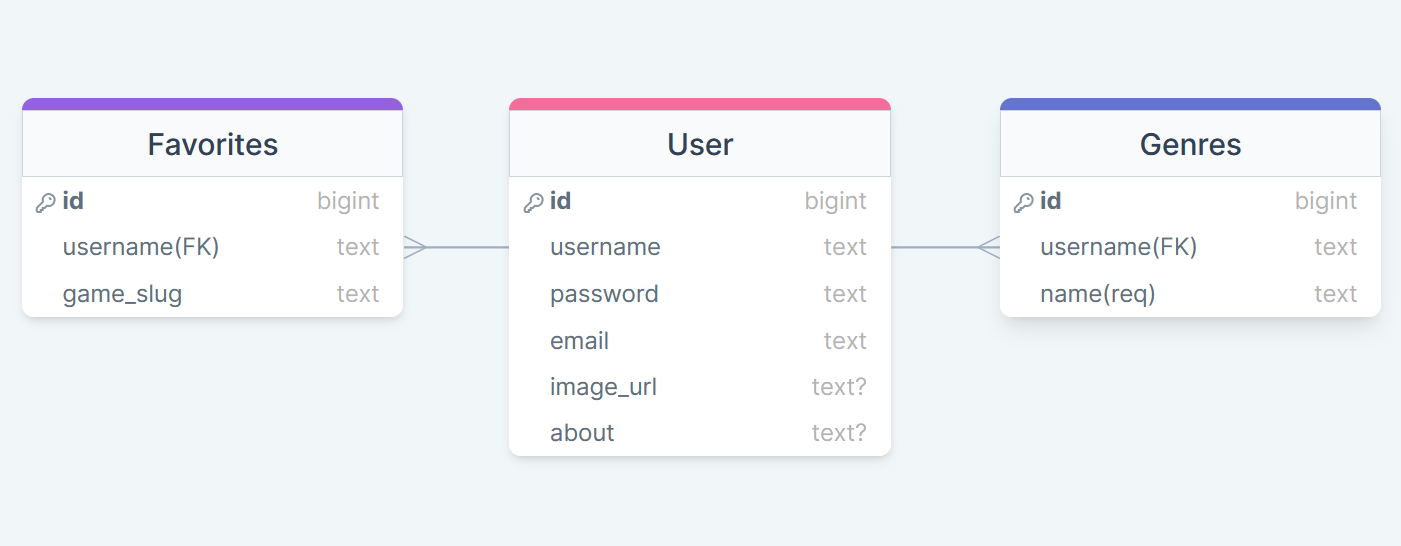 Favorites
id bigint
username(FK) text
game_slug text
User
id bigint
username text
password text
email text
image_url text?
about text?
Genres
id bigint
username(FK) text
name(req) text